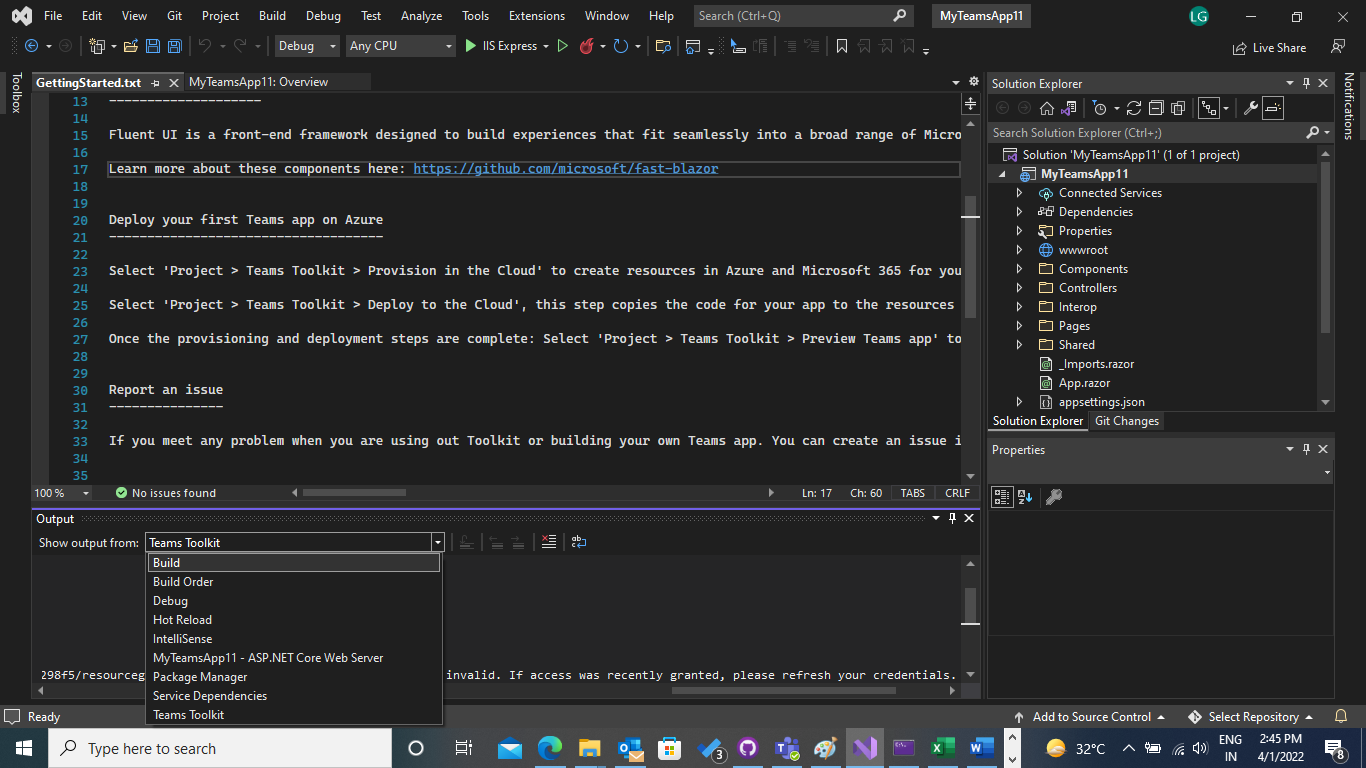 File Edit View Git Project Build Debug Test Analyze Tools Extensions Window Help Search (Ctrl+Q) MyTeamsApp11 LG
Debug Any CPU IIS Express Live Share
Toolbox
GettingStarted.txt MyTeamsApp11: Overview
13 --------------------
14
15 Fluent UI is a front-end framework designed to build experiences that fit seamlessly into a broad range of Micro
16
17 Learn more about these components here: https://github.com/microsoft/fast-blazor
18
19
20 Deploy your first Teams app on Azure
21 ------------------------------------
22
23 Select 'Project > Teams Toolkit > Provision in the Cloud' to create resources in Azure and Microsoft 365 for you
24
25 Select 'Project > Teams Toolkit > Deploy to the Cloud', this step copies the code for your app to the resources
26
27 Once the provisioning and deployment steps are complete: Select 'Project > Teams Toolkit > Preview Teams app' to
28
29
30 Report an issue
31 ---------------
32
33 If you meet any problem when you are using out Toolkit or building your own Teams app. You can create an issue i
34
35
100 % No issues found Ln: 17 Ch: 60 TABS CRLF
Output
Show output from: Teams Toolkit
Build
Build Order
Debug
Hot Reload
IntelliSense
MyTeamsApp11 - ASP.NET Core Web Server
Package Manager
Service Dependencies
Teams Toolkit
298f5/resourceg invalid. If access was recently granted, please refresh your credentials.
Solution Explorer
Search Solution Explorer (Ctrl+;)
Solution 'MyTeamsApp11' (1 of 1 project)
MyTeamsApp11
Connected Services
Dependencies
Properties
wwwroot
Components
Controllers
Interop
Pages
Shared
_Imports.razor
App.razor
appsettings.json
Solution Explorer Git Changes
Properties
Notifications
Ready Add to Source Control Select Repository
Type here to search 3 32°C ENG IN 2:45 PM 4/1/2022 8